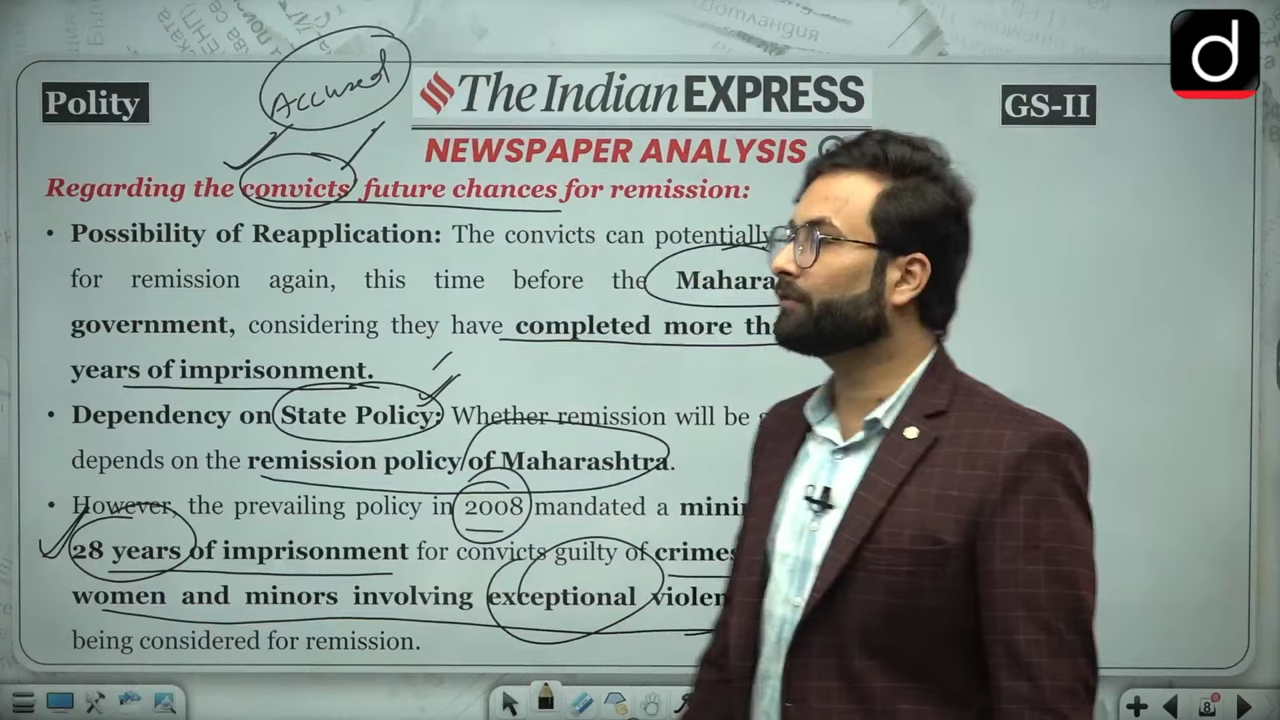 Accused
Polity
The Indian EXPRESS
GS-II
NEWSPAPER ANALYSIS
Regarding the convicts future chances for remission:
• Possibility of Reapplication: The convicts can potentially
for remission again, this time before the
government, considering they have completed more
years of imprisonment.
• Dependency on State Policy: Whether remission will be
depends on the remission policy of Maharashtra.
• However, the prevailing policy in 2008 mandated a
28 years of imprisonment for convicts guilty of crimes
women and minors involving exceptional
being considered for remission.
d
8